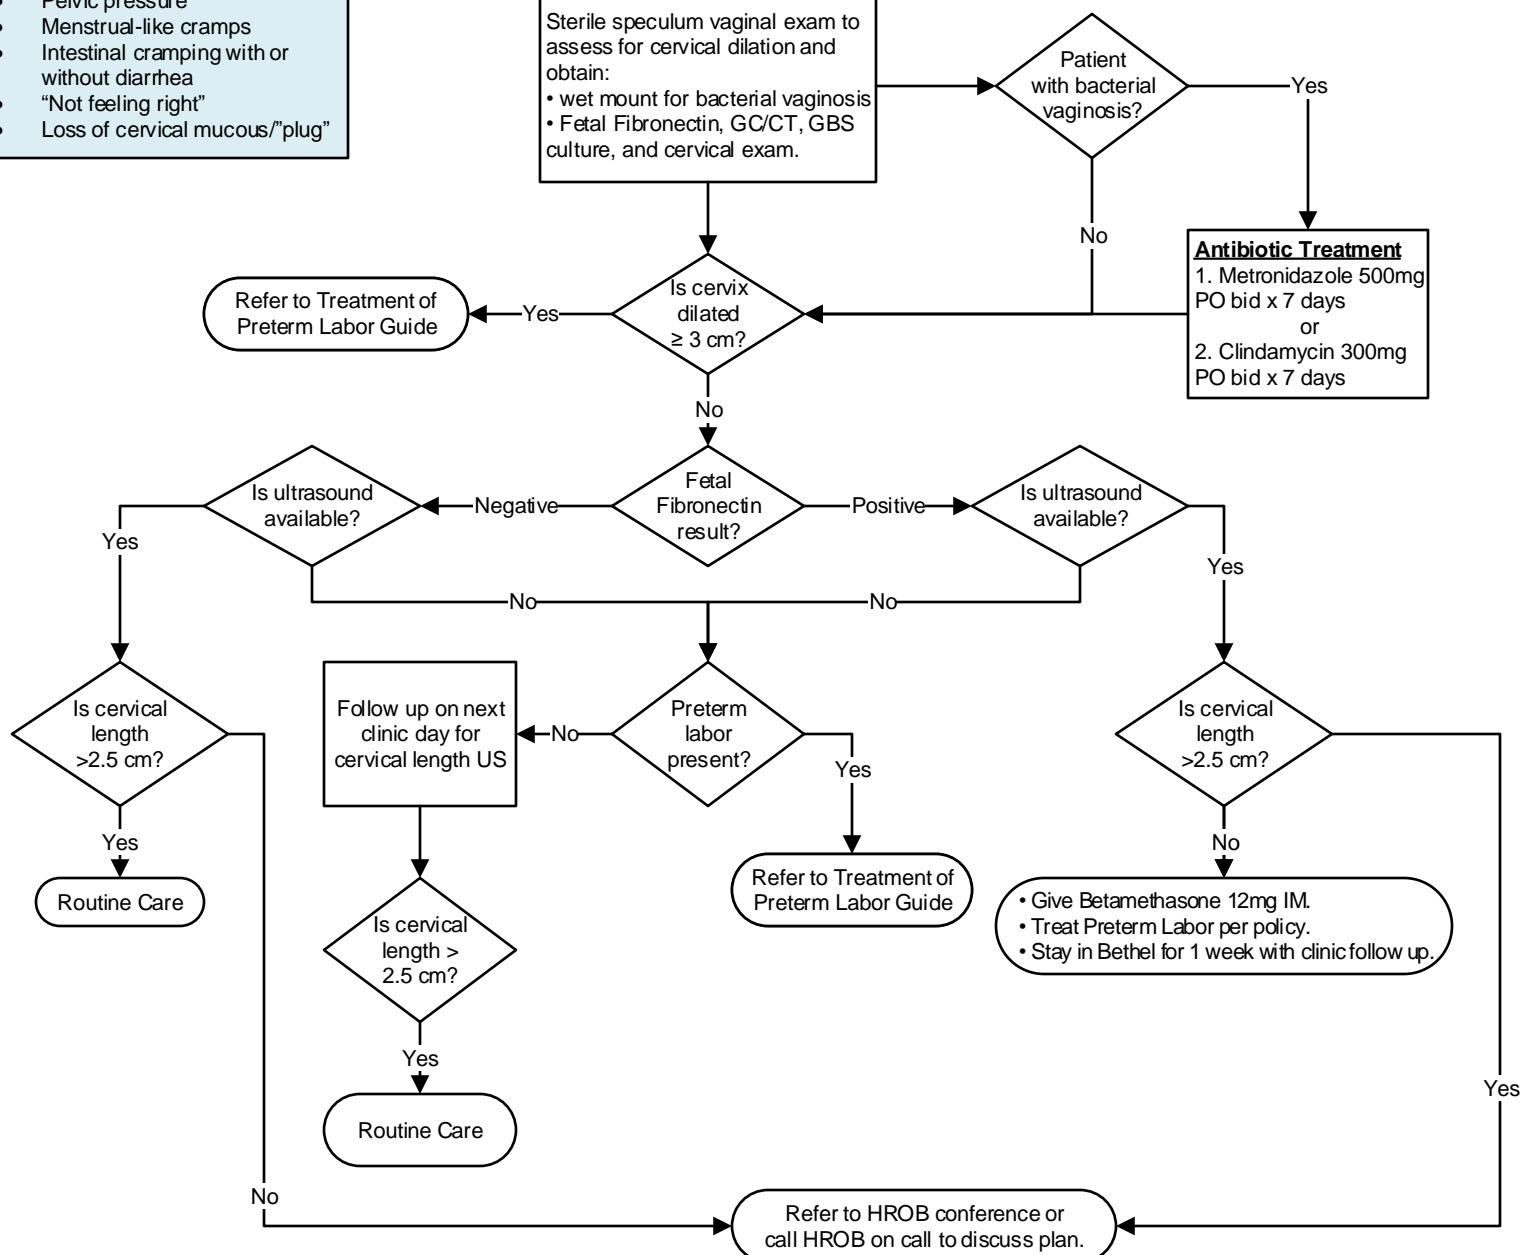 Pelvic pressure
• Menstrual-like cramps
• Intestinal cramping with or
without diarrhea
• “Not feeling right”
• Loss of cervical mucous/”plug”
Sterile speculum vaginal exam to
assess for cervical dilation and
obtain:
• wet mount for bacterial vaginosis
• Fetal Fibronectin, GC/CT, GBS
culture, and cervical exam.
Patient
with bacterial
vaginosis?
Yes
No
Antibiotic Treatment
1. Metronidazole 500mg
PO bid x 7 days
or
2. Clindamycin 300mg
PO bid x 7 days
Is cervix
dilated
≥ 3 cm?
Yes
Refer to Treatment of
Preterm Labor Guide
No
Fetal
Fibronectin
result?
Negative
Is ultrasound
available?
Positive
Is ultrasound
available?
Yes
No
No
Yes
Is cervical
length
>2.5 cm?
Follow up on next
clinic day for
cervical length US
No
Preterm
labor
present?
Yes
Is cervical
length
>2.5 cm?
Yes
Routine Care
Refer to Treatment of
Preterm Labor Guide
No
• Give Betamethasone 12mg IM.
• Treat Preterm Labor per policy.
• Stay in Bethel for 1 week with clinic follow up.
Is cervical
length >
2.5 cm?
Yes
Routine Care
Yes
No
Refer to HROB conference or
call HROB on call to discuss plan.